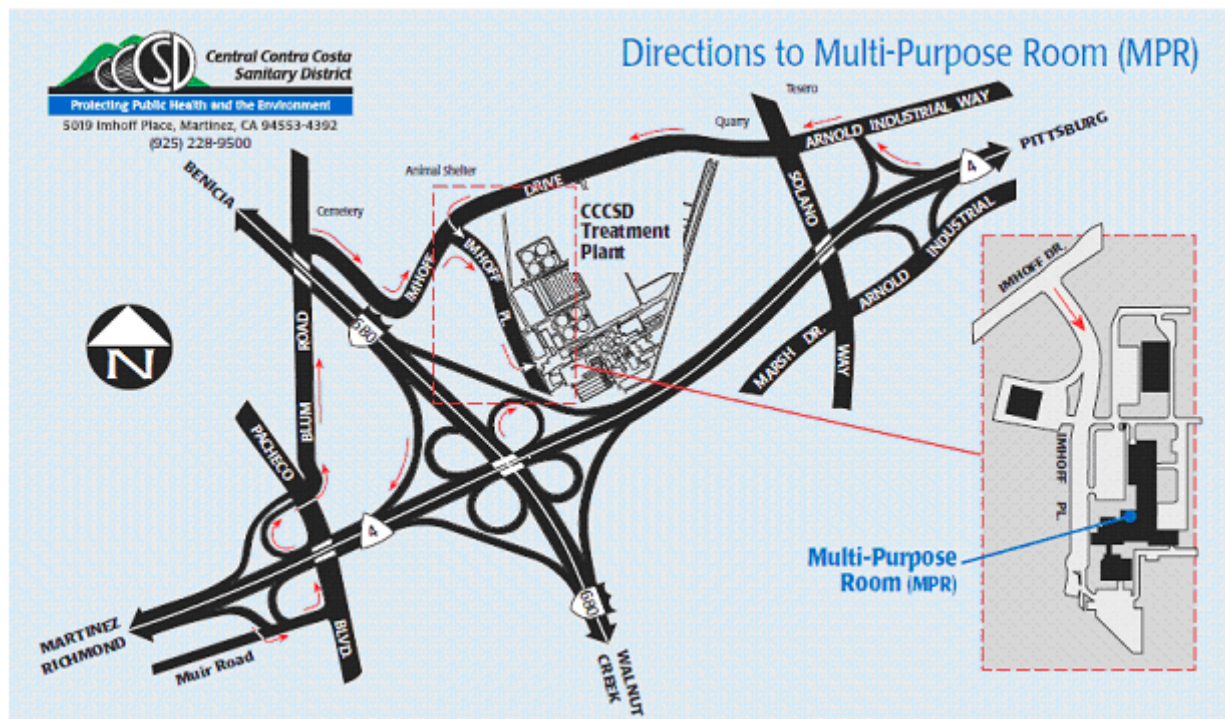 Central Contra Costa
Sanitary District
CCCSD
Protecting Public Health and the Environment
5019 Imhoff Place, Martinez, CA 94553-4392
(925) 228-9500
Directions to Multi-Purpose Room (MPR)
Tesero
Quarry
ARNOLD INDUSTRIAL WAY
PITTSBURG
4
BENICIA
Cemetery
Animal Shelter
DRIVE
SOLANO
WAY
CCCSD
Treatment
Plant
IMHOFF
IMHOFF
PL
680
BLUM
ROAD
N
PACHECO
BLVD.
MARSH DR.
ARNOLD
INDUSTRIAL
4
MARTINEZ
RICHMOND
Muir Road
680
WALNUT
CREEK
IMHOFF DR.
IMHOFF PL.
Multi-Purpose
Room (MPR)